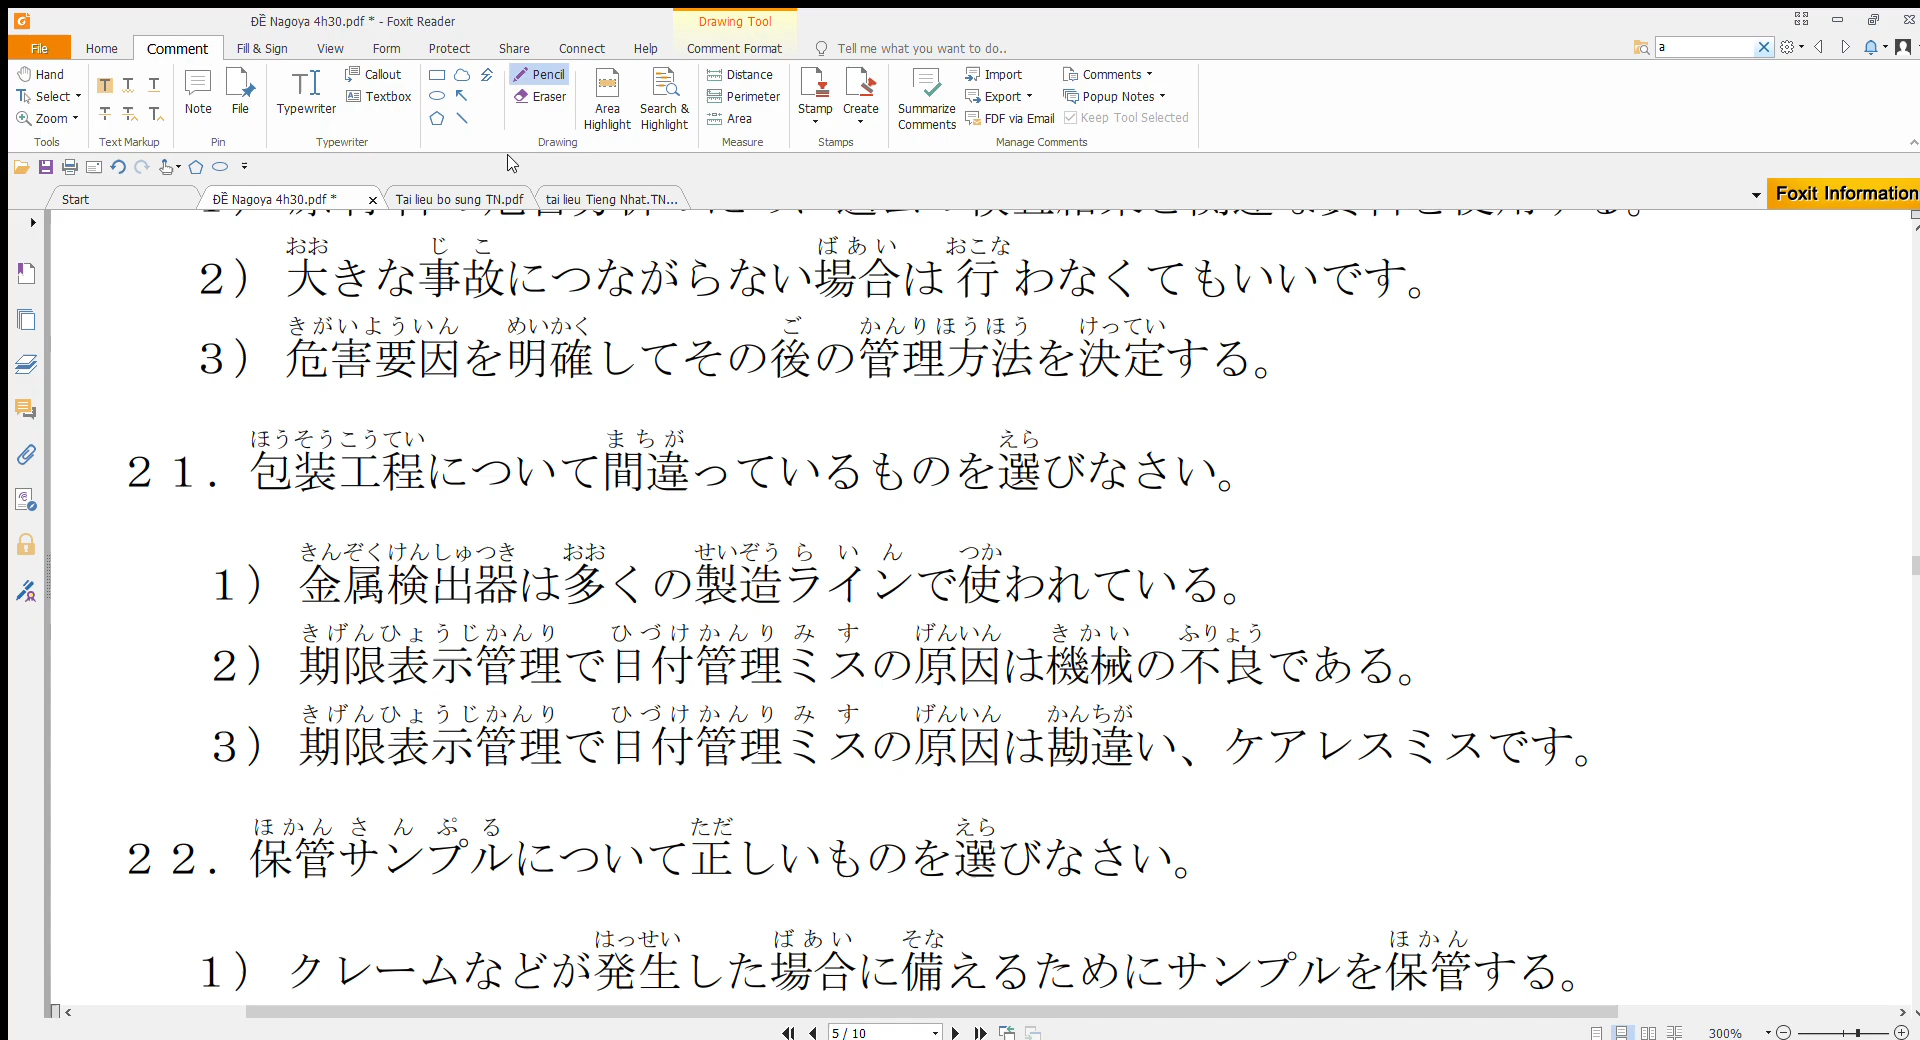 ĐỀ Nagoya 4h30.pdf * - Foxit Reader
Drawing Tool
File Home Comment Fill & Sign View Form Protect Share Connect Help Comment Format Tell me what you want to do.. a
Hand
Select
Zoom
Tools
Text Markup
Note
File
Pin
Typewriter
Callout
Textbox
Typewriter
Pencil
Eraser
Area Highlight
Search & Highlight
Drawing
Distance
Perimeter
Area
Measure
Stamp
Create
Stamps
Summarize Comments
Import
Export
FDF via Email
Comments
Popup Notes
Keep Tool Selected
Manage Comments
Start
ĐỀ Nagoya 4h30.pdf *
Tai lieu bo sung TN.pdf
tai lieu Tieng Nhat.TN...
Foxit Information
おお じ こ ばあい おこな
２） 大きな事故につながらない場合は行わなくてもいいです。
きがいよういん めいかく ご かんりほうほう けってい
３） 危害要因を明確してその後の管理方法を決定する。
ほうそうこうてい まちが えら
２１．包装工程について間違っているものを選びなさい。
きんぞくけんしゅつき おお せいぞう らいん つか
１） 金属検出器は多くの製造ラインで使われている。
きげんひょうじかんり ひづけかんり みす げんいん きかい ふりょう
２） 期限表示管理で日付管理ミスの原因は機械の不良である。
きげんひょうじかんり ひづけかんり みす げんいん かんちが
３） 期限表示管理で日付管理ミスの原因は勘違い、ケアレスミスです。
ほかん さんぷる ただ えら
２２．保管サンプルについて正しいものを選びなさい。
はっせい ばあい そな ほかん
１） クレームなどが発生した場合に備えるためにサンプルを保管する。
5 / 10
300%